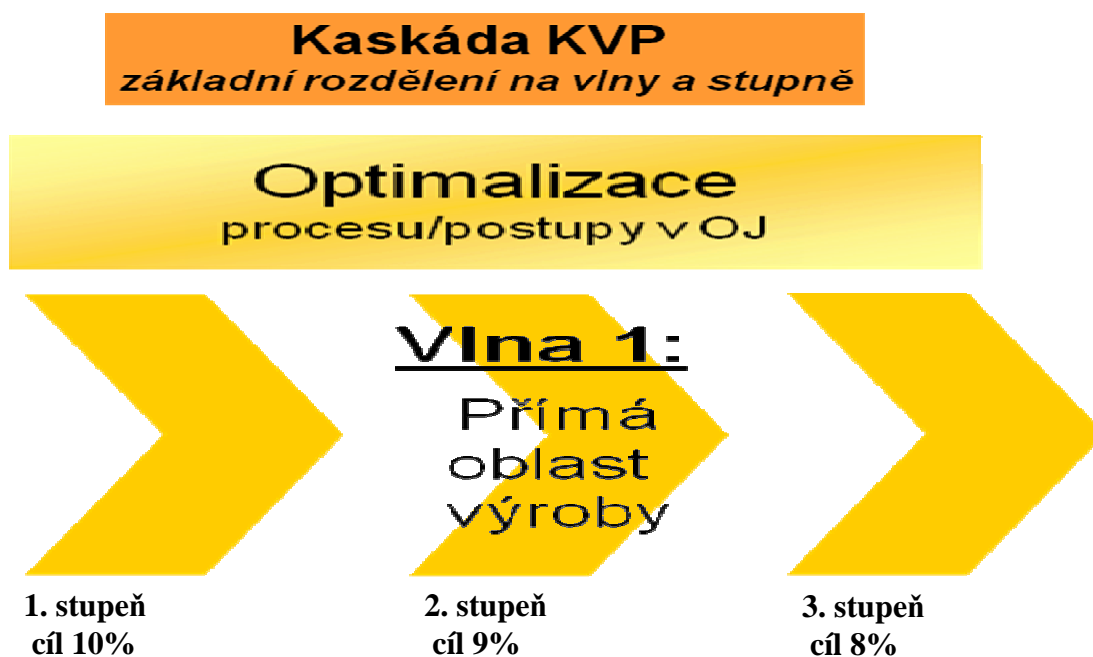 Kaskáda KVP
základní rozdělení na vlny a stupně
Optimalizace
procesu/postupy v OJ
Vlna 1:
Přímá
oblast
výroby
1. stupeň
cíl 10%
2. stupeň
cíl 9%
3. stupeň
cíl 8%